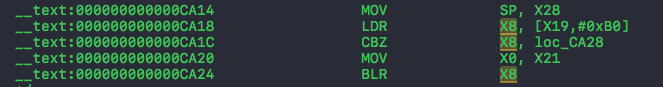 __text:000000000000CA14 MOV SP, X28
__text:000000000000CA18 LDR X8, [X19,#0xB0]
__text:000000000000CA1C CBZ X8, loc_CA28
__text:000000000000CA20 MOV X0, X21
__text:000000000000CA24 BLR X8